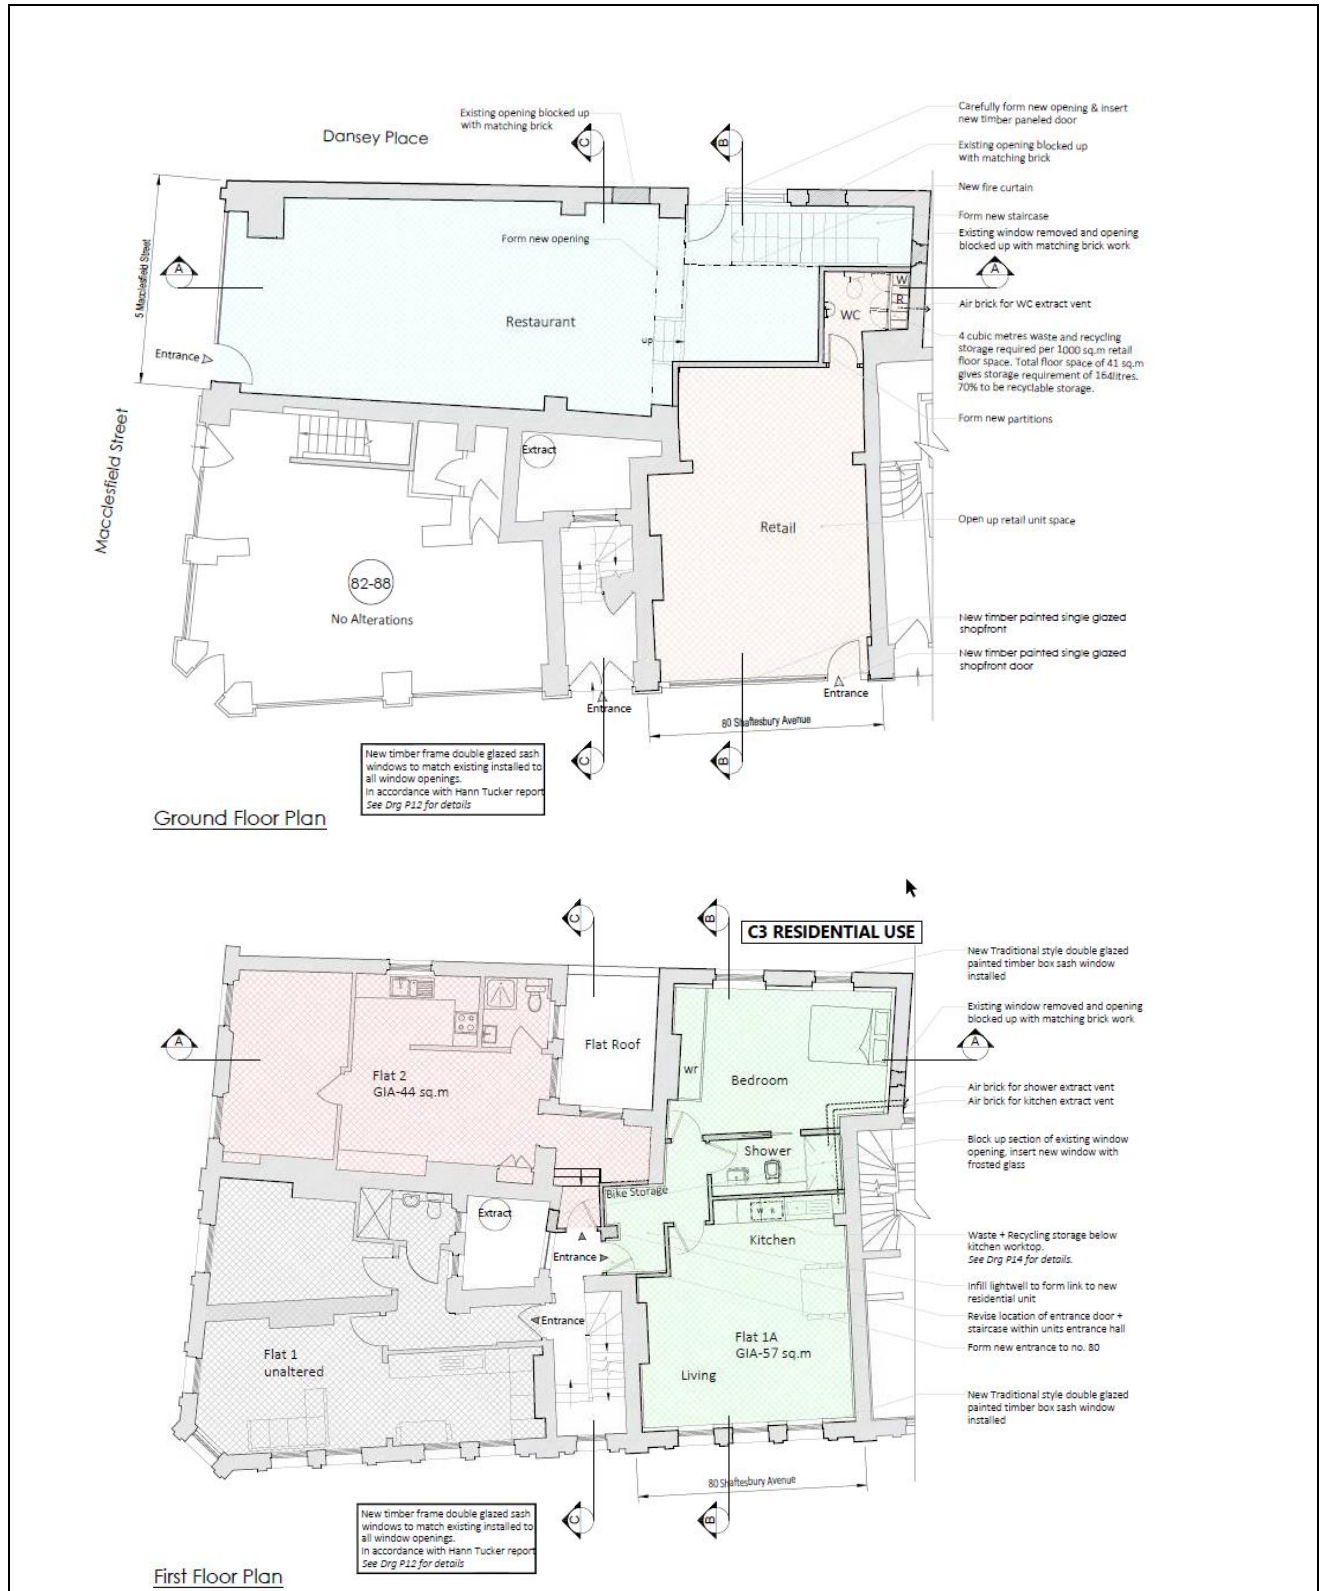 Dansey Place
Existing opening blocked up
with matching brick
C
B
Carefully form new opening & insert
new timber paneled door
Existing opening blocked up
with matching brick
New fire curtain
Form new staircase
Existing window removed and opening
blocked up with matching brick work
5 Macclesfield Street
A
Form new opening
A
W
R
Air brick for WC extract vent
WC
Restaurant
up
Entrance
4 cubic metres waste and recycling
storage required per 1000 sq.m retail
floor space. Total floor space of 41 sq.m
gives storage requirement of 164litres.
70% to be recyclable storage.
Macclesfield Street
Form new partitions
Extract
Retail
Open up retail unit space
82-88
No Alterations
New timber painted single glazed
shopfront
New timber painted single glazed
shopfront door
Entrance
Entrance
80 Shaftesbury Avenue
C
B
New timber frame double glazed sash
windows to match existing installed to
all window openings.
In accordance with Hann Tucker report
See Drg P12 for details
Ground Floor Plan
C
B
C3 RESIDENTIAL USE
New Traditional style double glazed
painted timber box sash window
installed
Existing window removed and opening
blocked up with matching brick work
A
A
Flat Roof
wr
Bedroom
Flat 2
GIA-44 sq.m
Air brick for shower extract vent
Air brick for kitchen extract vent
Block up section of existing window
opening, insert new window with
frosted glass
Shower
Bike Storage
Extract
W R
Kitchen
Entrance
Waste + Recycling storage below
kitchen worktop.
See Drg P14 for details.
Infill lightwell to form link to new
residential unit
Revise location of entrance door +
staircase within units entrance hall
Form new entrance to no. 80
Entrance
Flat 1
unaltered
Flat 1A
GIA-57 sq.m
Living
New Traditional style double glazed
painted timber box sash window
installed
80 Shaftesbury Avenue
C
B
New timber frame double glazed sash
windows to match existing installed to
all window openings.
In accordance with Hann Tucker report
See Drg P12 for details
First Floor Plan